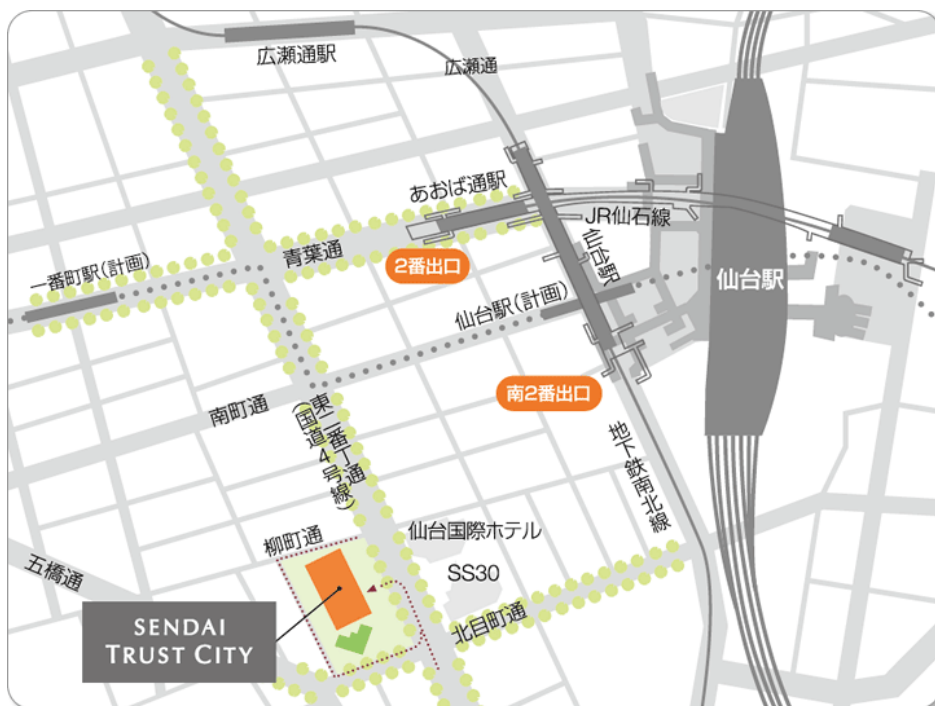 広瀬通駅
広瀬通
あおば通駅
JR仙石線
青葉通
2番出口
仙台駅
仙台駅
一番町駅(計画)
仙台駅(計画)
南2番出口
南町通
東二番丁通
(国道4号線)
地下鉄南北線
仙台国際ホテル
柳町通
SS30
五橋通
北目町通
SENDAI
TRUST CITY